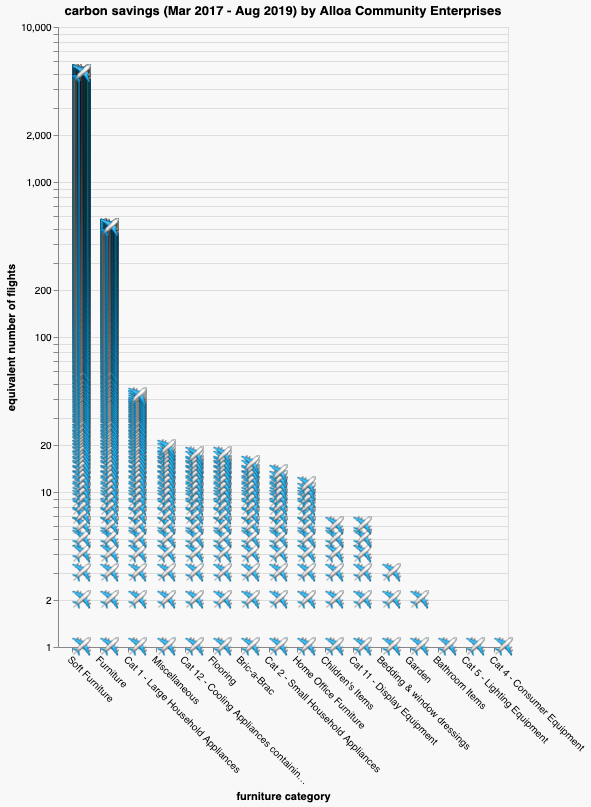 carbon savings (Mar 2017 - Aug 2019) by Alloa Community Enterprises
10,000
2,000
1,000
200
100
20
10
2
1
equivalent number of flights
Soft Furniture
Furniture
Cat 1 - Large Household Appliances
Miscellaneous
Cat 12 - Cooling Appliances containin…
Flooring
Bric-a-Brac
Cat 2 - Small Household Appliances
Home Office Furniture
Children's Items
Cat 11 - Display Equipment
Bedding & window dressings
Garden
Bathroom Items
Cat 5 - Lighting Equipment
Cat 4 - Consumer Equipment
furniture category